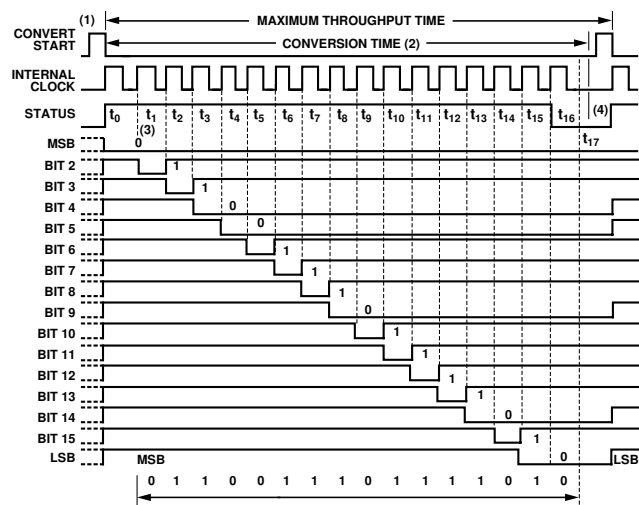 (1)
MAXIMUM THROUGHPUT TIME
CONVERT START
CONVERSION TIME (2)
INTERNAL CLOCK
STATUS
t0 t1 t2 t3 t4 t5 t6 t7 t8 t9 t10 t11 t12 t13 t14 t15 t16 (4)
(3)
t17
MSB 0
BIT 2 1
BIT 3 1
BIT 4 0
BIT 5 0
BIT 6 1
BIT 7 1
BIT 8 1
BIT 9 0
BIT 10 1
BIT 11 1
BIT 12 1
BIT 13 1
BIT 14 0
BIT 15 1
LSB 0 LSB
MSB
0 1 1 0 0 1 1 1 0 1 1 1 1 0 1 0